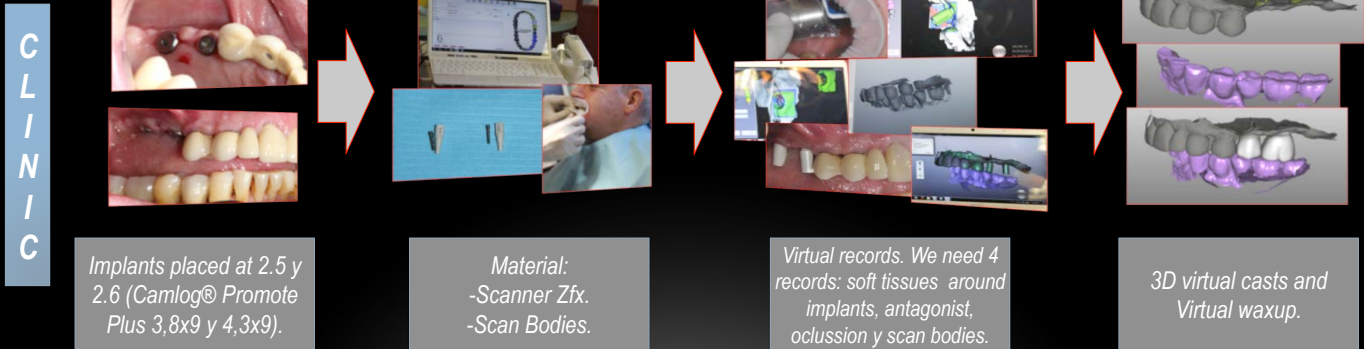 CLINIC
Implants placed at 2.5 y
2.6 (Camlog® Promote
Plus 3,8x9 y 4,3x9).
Material:
-Scanner Zfx.
-Scan Bodies.
Virtual records. We need 4
records: soft tissues around
implants, antagonist,
oclussion y scan bodies.
3D virtual casts and
Virtual waxup.